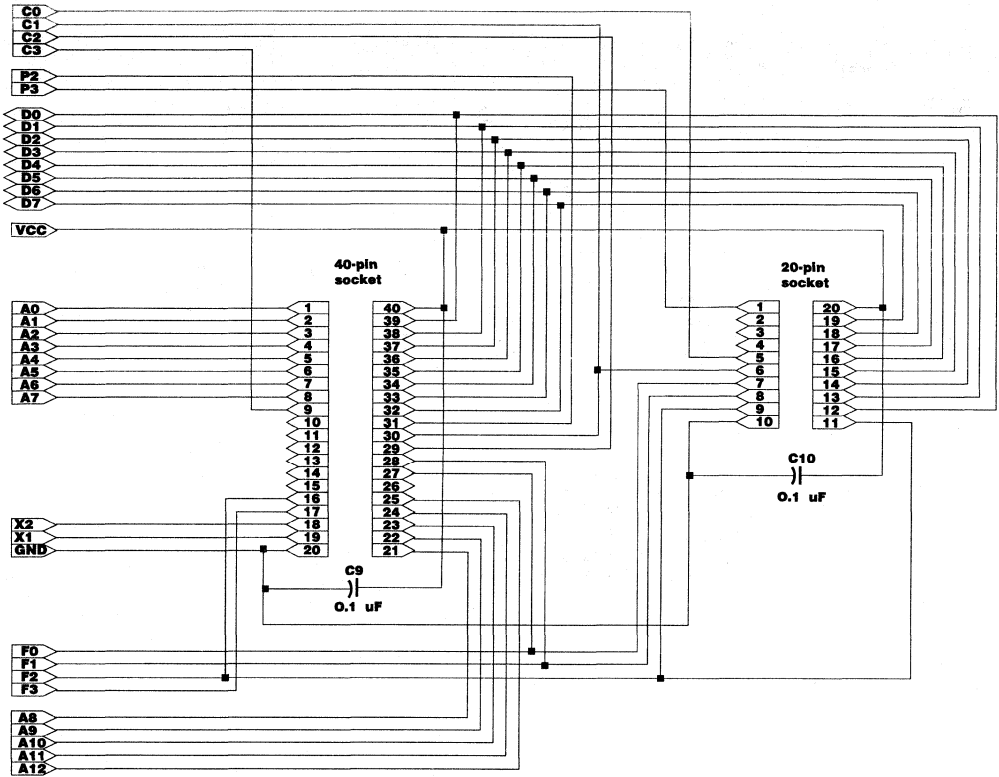 C0
C1
C2
C3
P2
P3
D0
D1
D2
D3
D4
D5
D6
D7
VCC
40-pin
socket
20-pin
socket
A0
A1
A2
A3
A4
A5
A6
A7
1
2
3
4
5
6
7
8
9
10
11
12
13
14
15
16
17
18
19
20
40
39
38
37
36
35
34
33
32
31
30
29
28
27
26
25
24
23
22
21
1
2
3
4
5
6
7
8
9
10
20
19
18
17
16
15
14
13
12
11
C10
0.1 uF
X2
X1
GND
C9
0.1 uF
F0
F1
F2
F3
A8
A9
A10
A11
A12